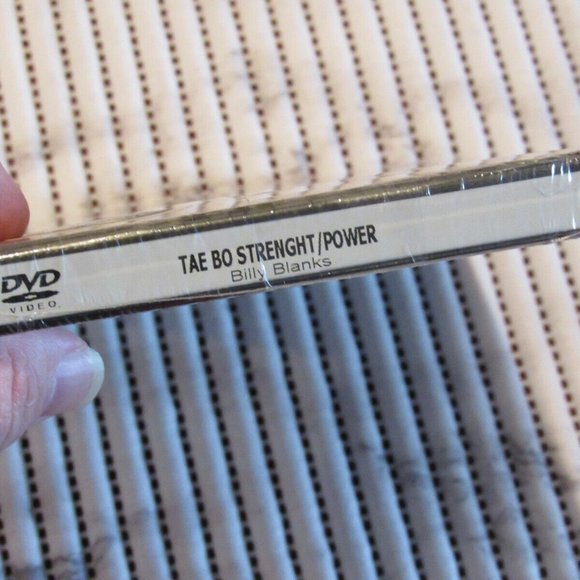 DVD
VIDEO
TAE BO STRENGHT/POWER
Billy Blanks